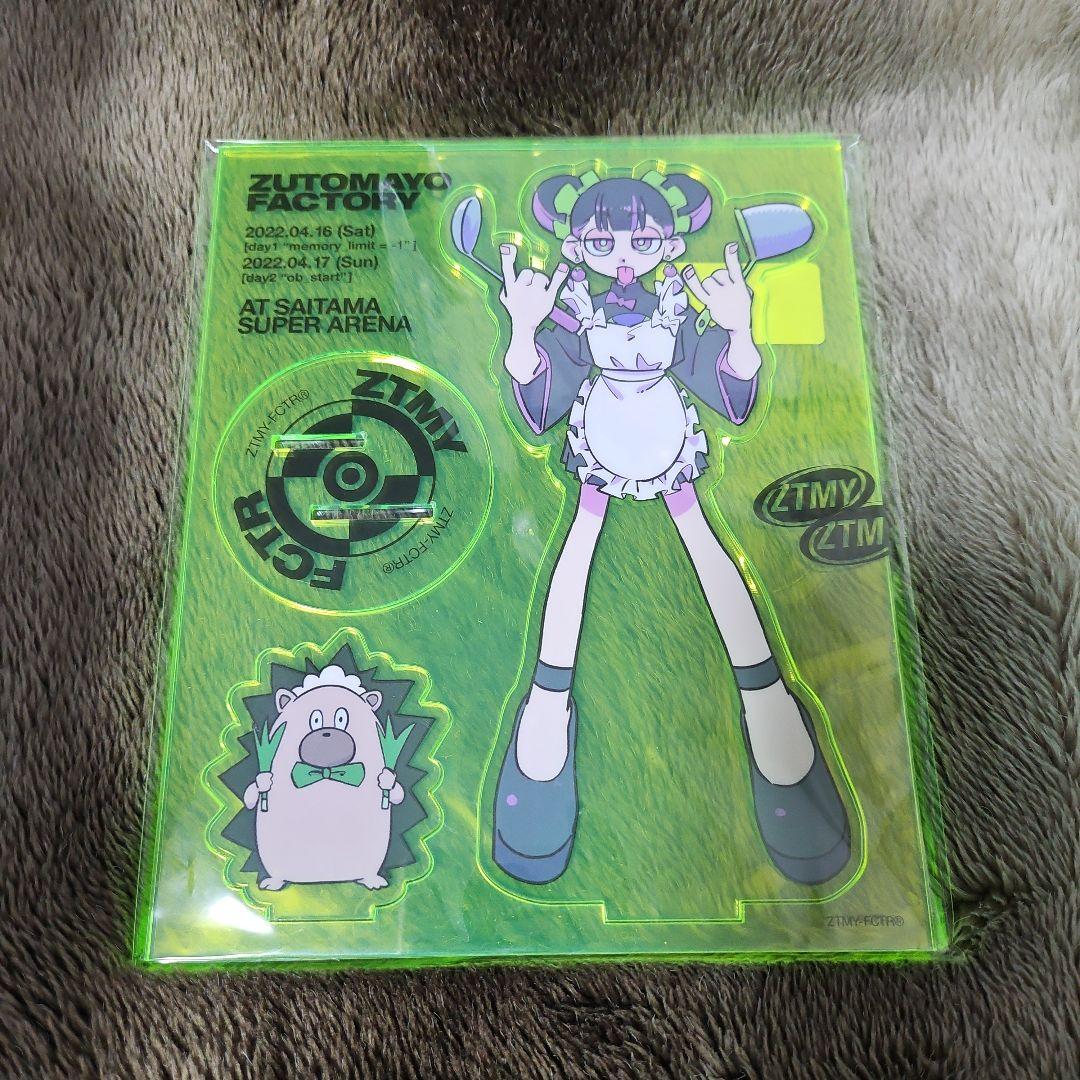 ZUTOMAYO
FACTORY
2022.04.16 (Sat)
[day1 "memory_limit = -1"]
2022.04.17 (Sun)
[day2 "ob_start"]
AT SAITAMA
SUPER ARENA
ZTMY
ZTMY-FCTR®
FCTR
ZTMY-FCTR®
ZTMY
ZTM
ZTMY-FCTR®